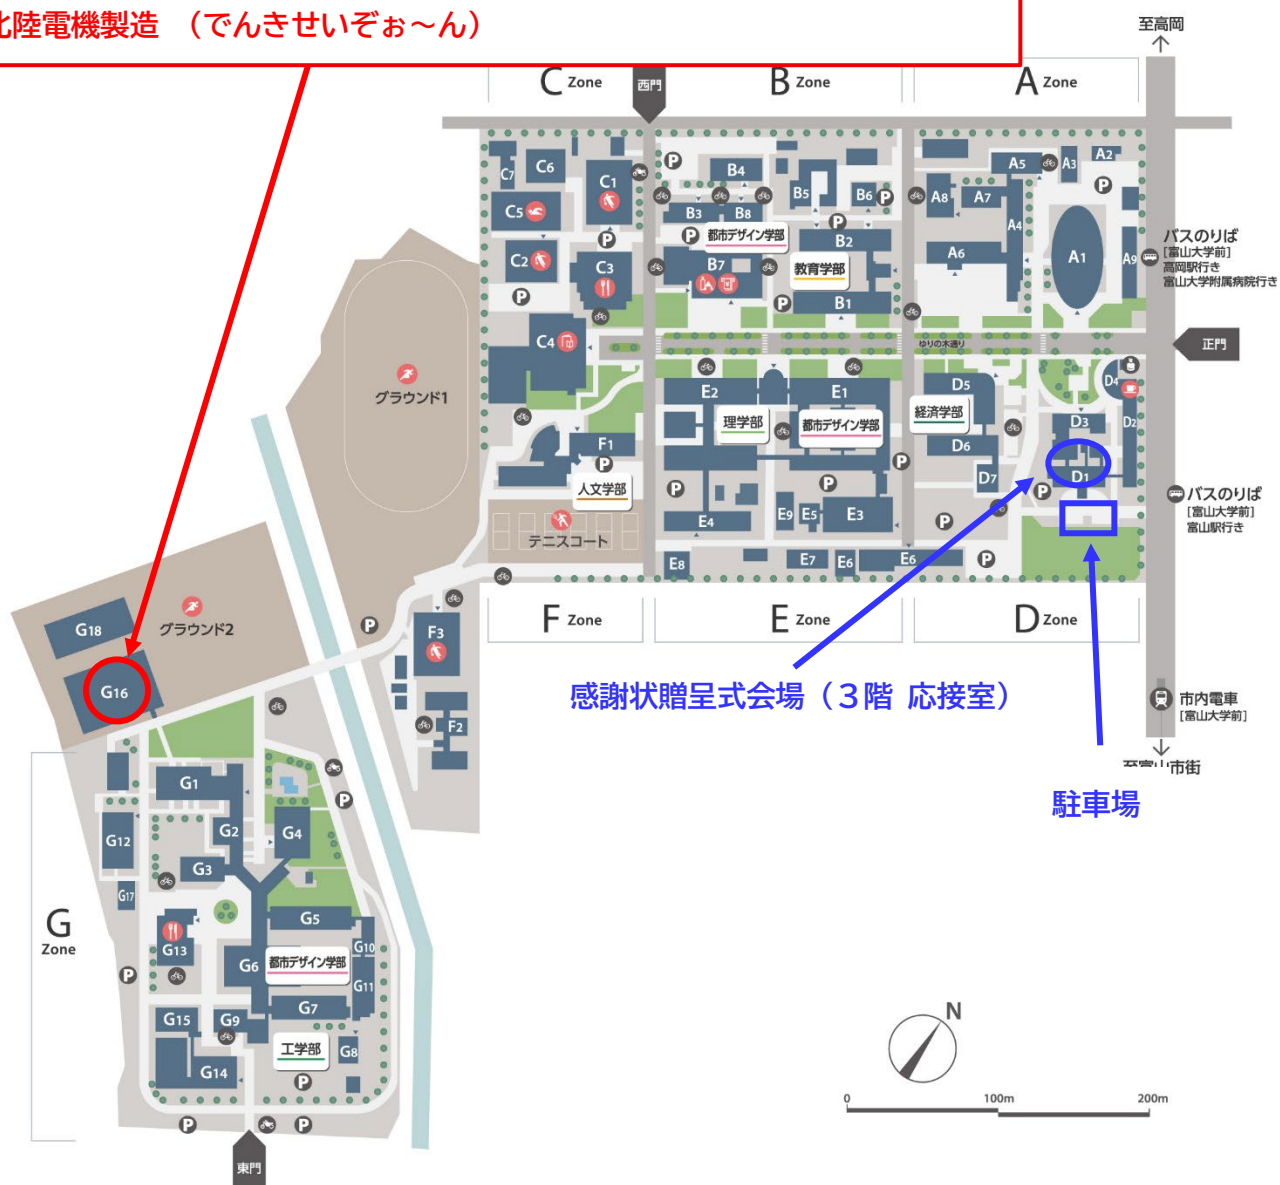 北陸電機製造 （でんきせいぞぉ～ん）
至高岡
C Zone
西門
B Zone
A Zone
C7
C6
C1
C5
C2
C3
C4
P
B4
B3
B8
B5
B6
都市デザイン学部
B7
B2
教育学部
B1
A5
A3
A2
A8
A7
A4
A6
A1
A9
バスのりば
[富山大学前]
高岡駅行き
富山大学附属病院行き
ゆりの木通り
正門
グラウンド1
E2
E1
理学部
都市デザイン学部
D5
経済学部
D6
D7
D4
D3
D2
D1
F1
人文学部
テニスコート
E4
E9
E5
E3
E8
E7
E6
E6
バスのりば
[富山大学前]
富山駅行き
F Zone
E Zone
D Zone
G18
グラウンド2
G16
F3
F2
感謝状贈呈式会場（３階 応接室）
市内電車
[富山大学前]
至富山市街
駐車場
G1
G2
G4
G12
G3
G17
G Zone
G5
G13
G6
都市デザイン学部
G10
G11
G7
G15
G9
工学部
G8
G14
東門
N
0
100m
200m